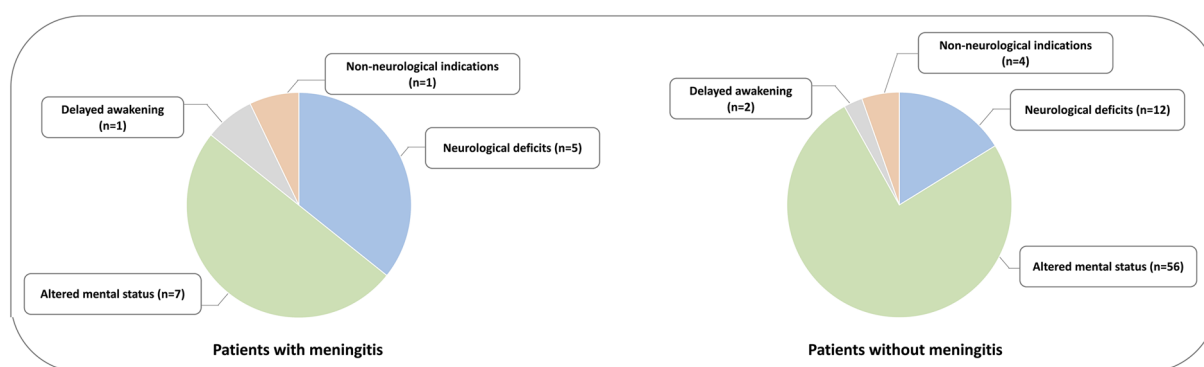 Non-neurological indications
(n=1)
Delayed awakening
(n=1)
Neurological deficits (n=5)
Altered mental status (n=7)
Patients with meningitis
Non-neurological indications
(n=4)
Delayed awakening
(n=2)
Neurological deficits (n=12)
Altered mental status (n=56)
Patients without meningitis